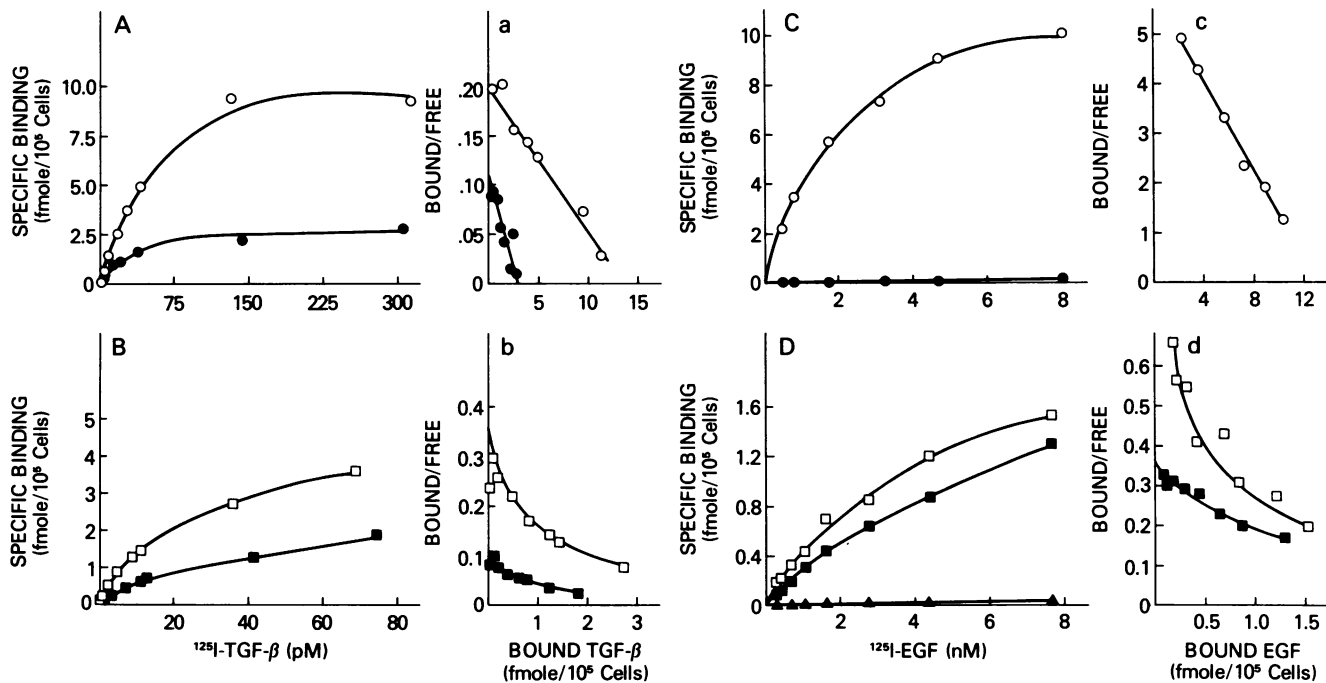 A
SPECIFIC BINDING
(fmole/10⁵ Cells)
10.0
7.5
5.0
2.5
0
75
150
225
300
a
BOUND/FREE
.20
.15
.10
0.05
0
5
10
15
C
SPECIFIC BINDING
(fmole/10⁵ Cells)
10
8
6
4
2
0
2
4
6
8
c
BOUND/FREE
5
4
3
2
1
0
4
8
12
B
SPECIFIC BINDING
(fmole/10⁵ Cells)
5
4
3
2
1
0
20
40
60
80
¹²⁵I-TGF-β (pM)
b
BOUND/FREE
0.4
0.3
0.2
0.1
0
1
2
3
BOUND TGF-β
(fmole/10⁵ Cells)
D
SPECIFIC BINDING
(fmole/10⁵ Cells)
1.6
1.2
0.8
0.4
0
2
4
6
8
¹²⁵I-EGF (nM)
d
BOUND/FREE
0.6
0.5
0.4
0.3
0.2
0.1
0
0.5
1.0
1.5
BOUND EGF
(fmole/10⁵ Cells)